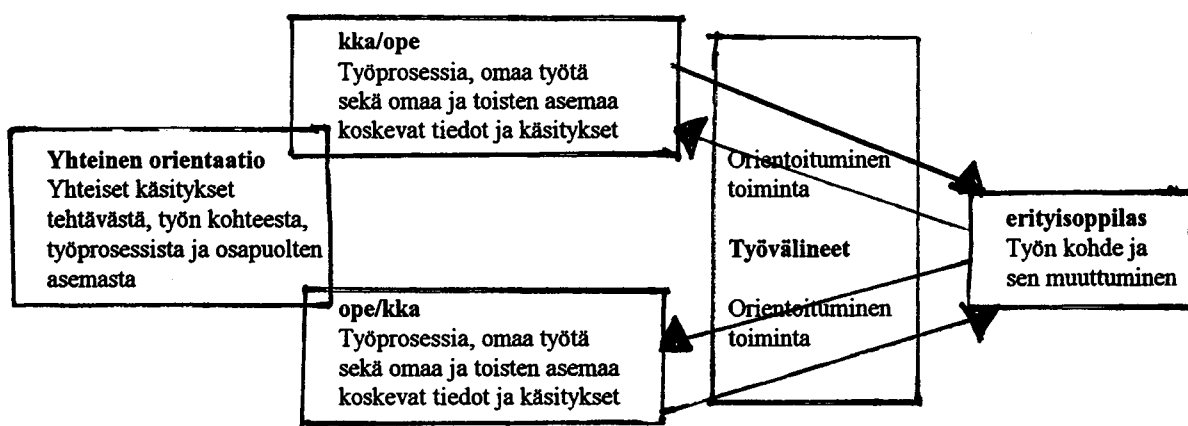 kka/ope
Työprosessia, omaa työtä
sekä omaa ja toisten asemaa
koskevat tiedot ja käsitykset
Yhteinen orientaatio
Yhteiset käsitykset
tehtävästä, työn kohteesta,
työprosessista ja osapuolten
asemasta
ope/kka
Työprosessia, omaa työtä
sekä omaa ja toisten asemaa
koskevat tiedot ja käsitykset
Orientoituminen
toiminta
Työvälineet
Orientoituminen
toiminta
erityisoppilas
Työn kohde ja
sen muuttuminen